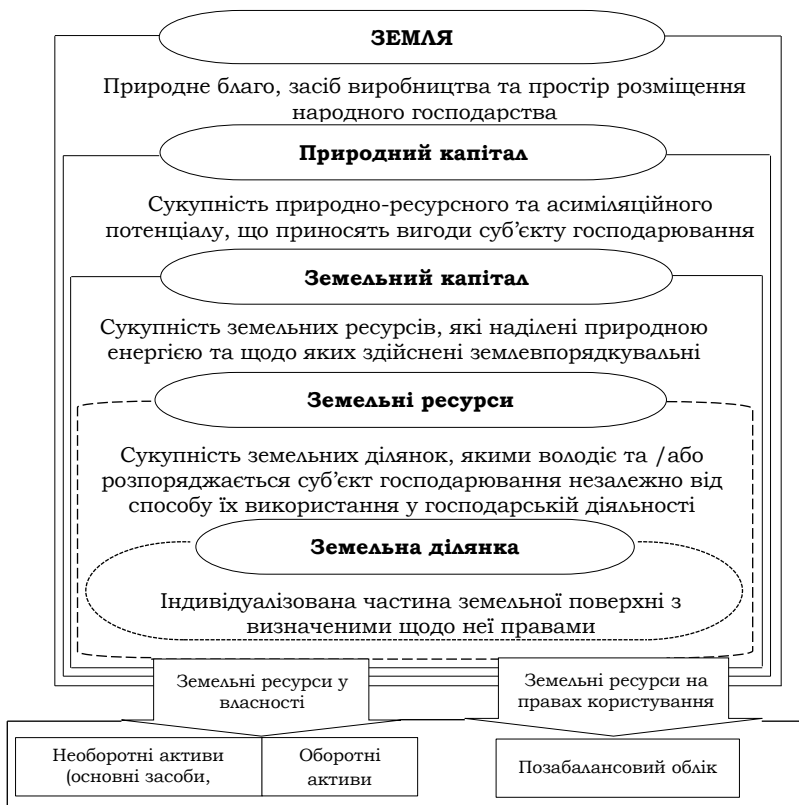 ЗЕМЛЯ
Природне благо, засіб виробництва та простір розміщення
народного господарства
Природний капітал
Сукупність природно-ресурсного та асиміляційного
потенціалу, що приносять вигоди суб’єкту господарювання
Земельний капітал
Сукупність земельних ресурсів, які наділені природною
енергією та щодо яких здійснені землевпорядкувальні
Земельні ресурси
Сукупність земельних ділянок, якими володіє та /або
розпоряджається суб’єкт господарювання незалежно від
способу їх використання у господарській діяльності
Земельна ділянка
Індивідуалізована частина земельної поверхні з
визначеними щодо неї правами
Земельні ресурси у
власності
Земельні ресурси на
правах користування
Необоротні активи
(основні засоби,
Оборотні
активи
Позабалансовий облік